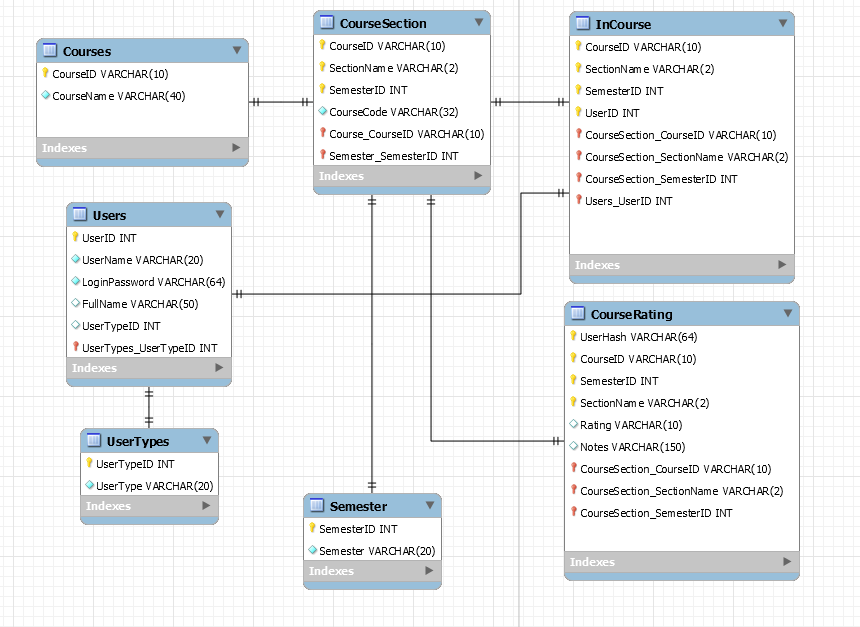 Courses
CourseID VARCHAR(10)
CourseName VARCHAR(40)
Indexes
CourseSection
CourseID VARCHAR(10)
SectionName VARCHAR(2)
SemesterID INT
CourseCode VARCHAR(32)
Course_CourseID VARCHAR(10)
Semester_SemesterID INT
Indexes
InCourse
CourseID VARCHAR(10)
SectionName VARCHAR(2)
SemesterID INT
UserID INT
CourseSection_CourseID VARCHAR(10)
CourseSection_SectionName VARCHAR(2)
CourseSection_SemesterID INT
Users_UserID INT
Indexes
Users
UserID INT
UserName VARCHAR(20)
LoginPassword VARCHAR(64)
FullName VARCHAR(50)
UserTypeID INT
UserTypes_UserTypeID INT
Indexes
CourseRating
UserHash VARCHAR(64)
CourseID VARCHAR(10)
SemesterID INT
SectionName VARCHAR(2)
Rating VARCHAR(10)
Notes VARCHAR(150)
CourseSection_CourseID VARCHAR(10)
CourseSection_SectionName VARCHAR(2)
CourseSection_SemesterID INT
Indexes
UserTypes
UserTypeID INT
UserType VARCHAR(20)
Indexes
Semester
SemesterID INT
Semester VARCHAR(20)
Indexes